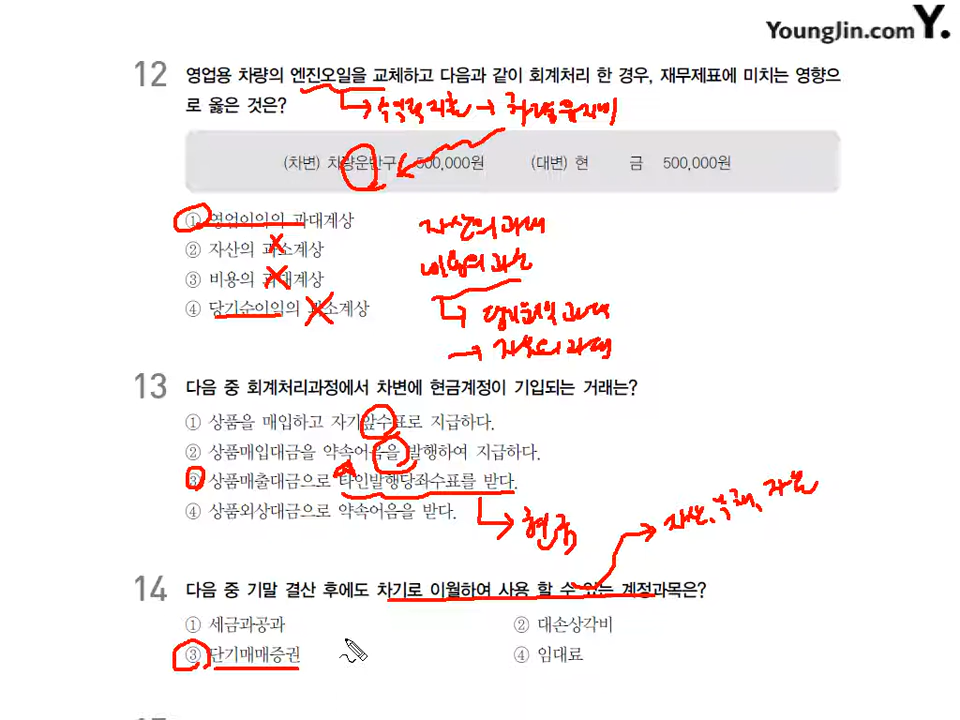 YoungJin.com Y.
12 영업용 차량의 엔진오일을 교체하고 다음과 같이 회계처리 한 경우, 재무제표에 미치는 영향으
로 옳은 것은?
→ 수익적 지출 → 차량유지비
(차변) 차량운반구 500,000원 (대변) 현 금 500,000원
① 영업이익의 과대계상
② 자산의 과소계상
③ 비용의 과대계상
④ 당기순이익의 과소계상
자산의 과대
비용의 과소
→ 당기순이익 과대
→ 자본의 과대
13 다음 중 회계처리과정에서 차변에 현금계정이 기입되는 거래는?
① 상품을 매입하고 자기앞수표로 지급하다.
② 상품매입대금을 약속어음을 발행하여 지급하다.
③ 상품매출대금으로 타인발행당좌수표를 받다.
④ 상품외상대금으로 약속어음을 받다.
→ 현금
→ 자산, 부채, 자본
14 다음 중 기말 결산 후에도 차기로 이월하여 사용 할 수 있는 계정과목은?
① 세금과공과
② 대손상각비
③ 단기매매증권
④ 임대료